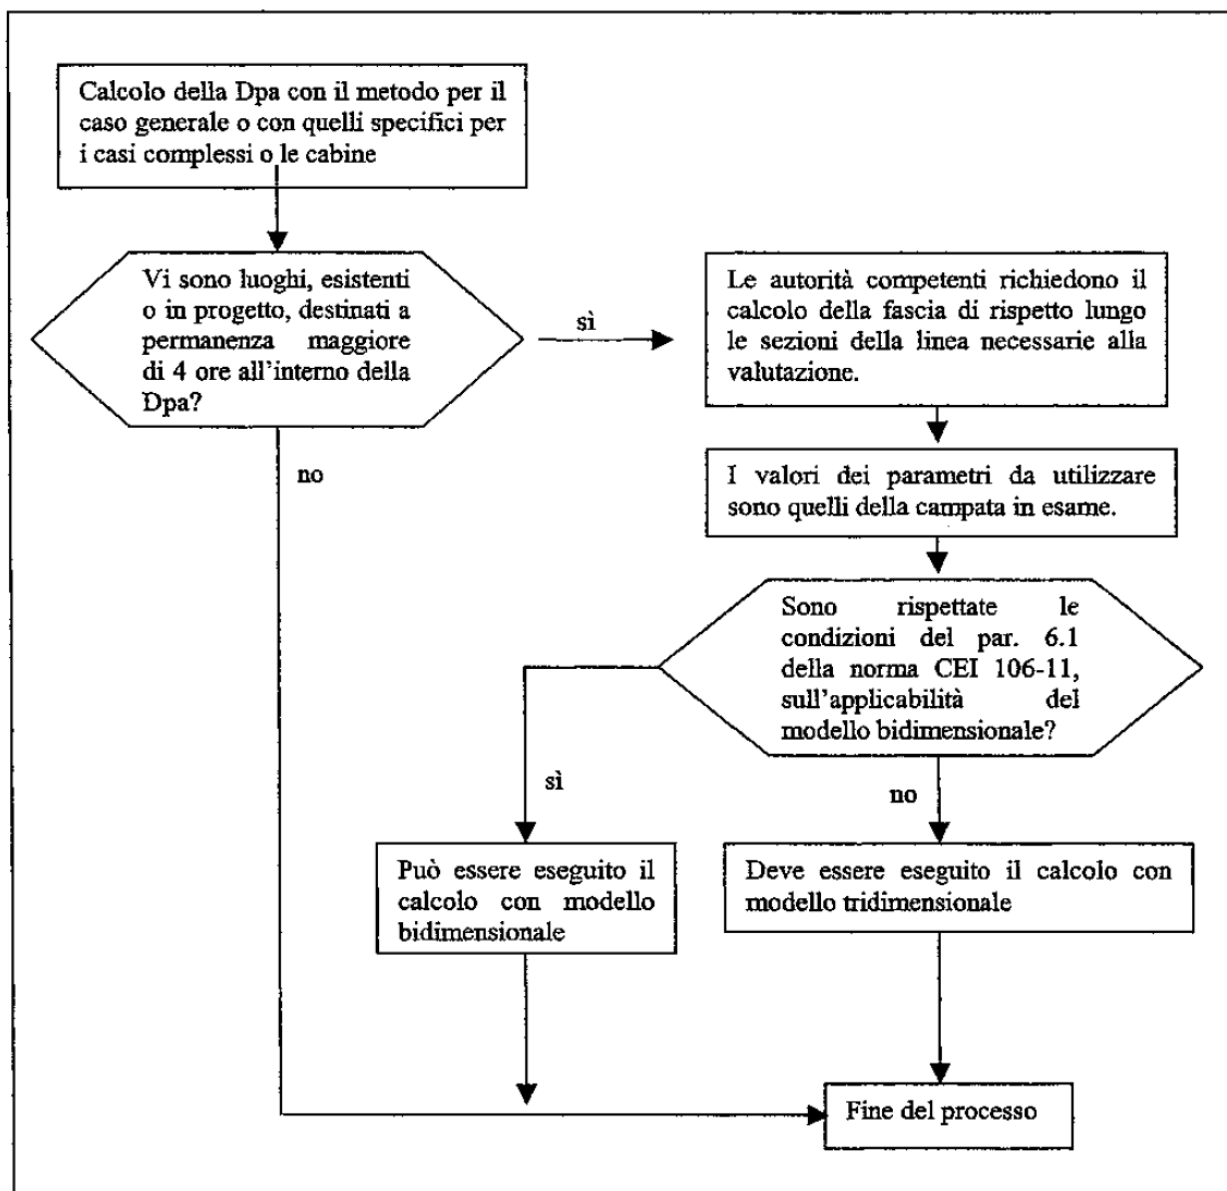 Calcolo della Dpa con il metodo per il
caso generale o con quelli specifici per
i casi complessi o le cabine
Vi sono luoghi, esistenti
o in progetto, destinati a
permanenza maggiore
di 4 ore all'interno della
Dpa?
sì
no
Le autorità competenti richiedono il
calcolo della fascia di rispetto lungo
le sezioni della linea necessarie alla
valutazione.
I valori dei parametri da utilizzare
sono quelli della campata in esame.
Sono rispettate le
condizioni del par. 6.1
della norma CEI 106-11,
sull'applicabilità del
modello bidimensionale?
sì
no
Può essere eseguito il
calcolo con modello
bidimensionale
Deve essere eseguito il calcolo con
modello tridimensionale
Fine del processo